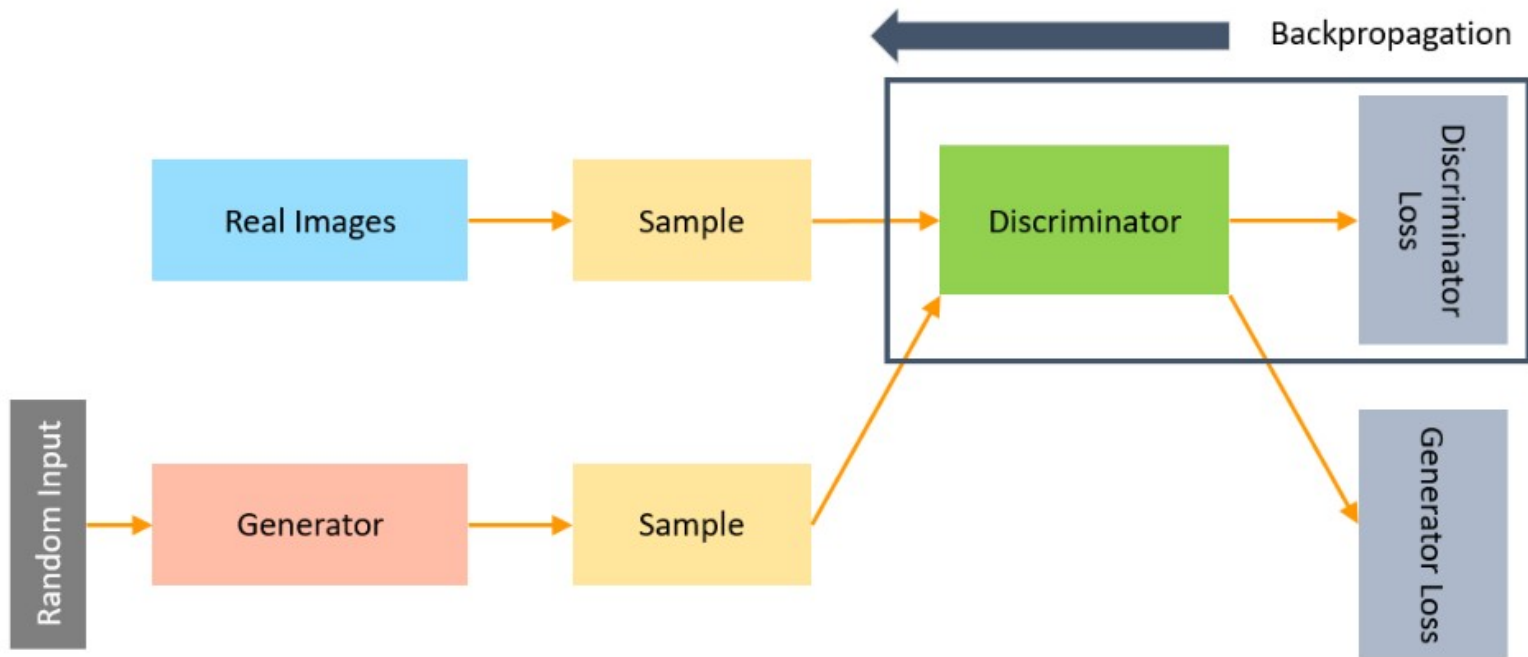 Backpropagation
Real Images
Sample
Discriminator
Discriminator
Loss
Random Input
Generator
Sample
Generator Loss